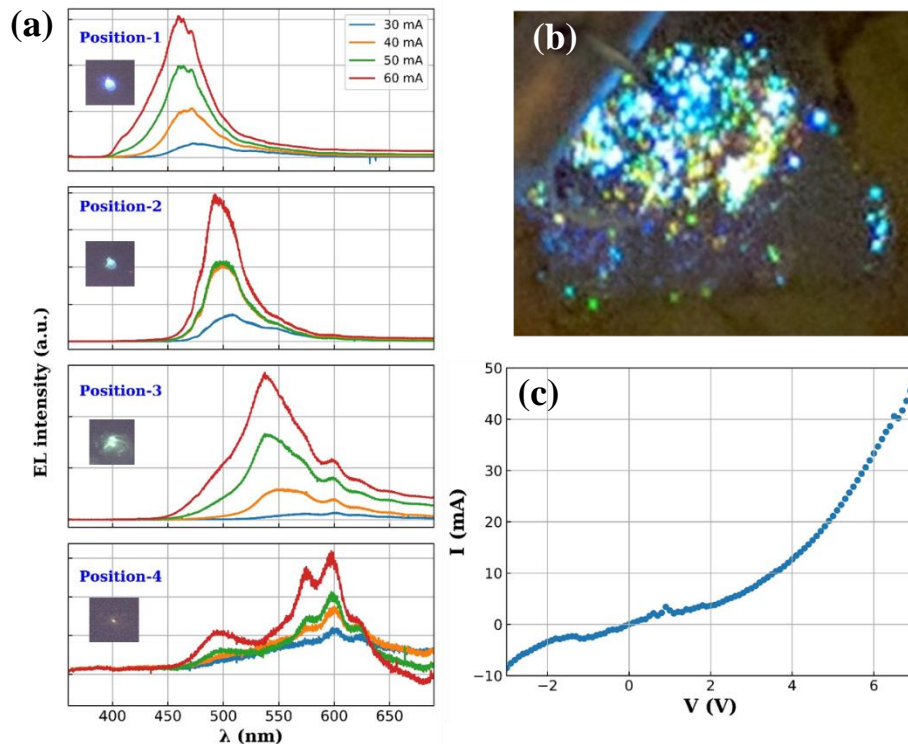 (a)
Position-1
30 mA
40 mA
50 mA
60 mA
Position-2
Position-3
Position-4
EL intensity (a.u.)
400 450 500 550 600 650
λ (nm)
(b)
(c)
50
40
30
20
10
0
−10
−2 0 2 4 6
I (mA)
V (V)